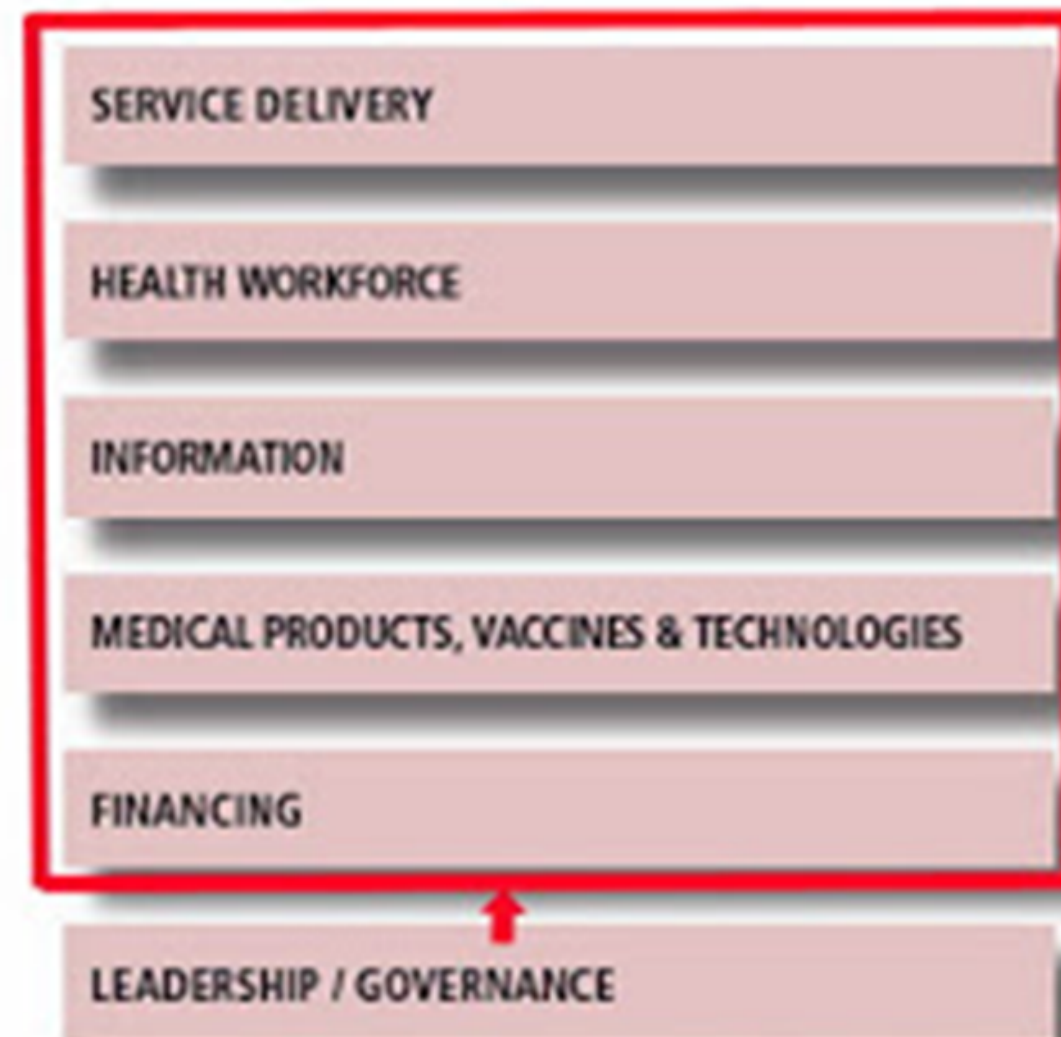 SERVICE DELIVERY
HEALTH WORKFORCE
INFORMATION
MEDICAL PRODUCTS, VACCINES & TECHNOLOGIES
FINANCING
LEADERSHIP / GOVERNANCE